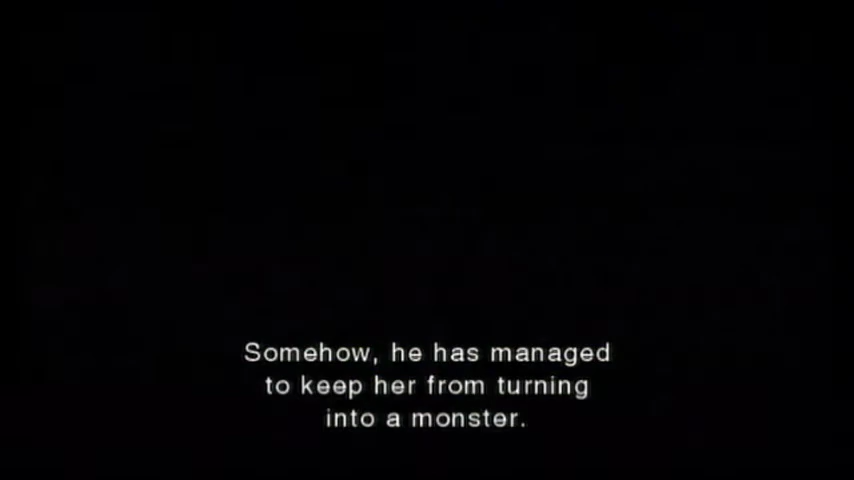 Somehow, he has managed
to keep her from turning
into a monster.